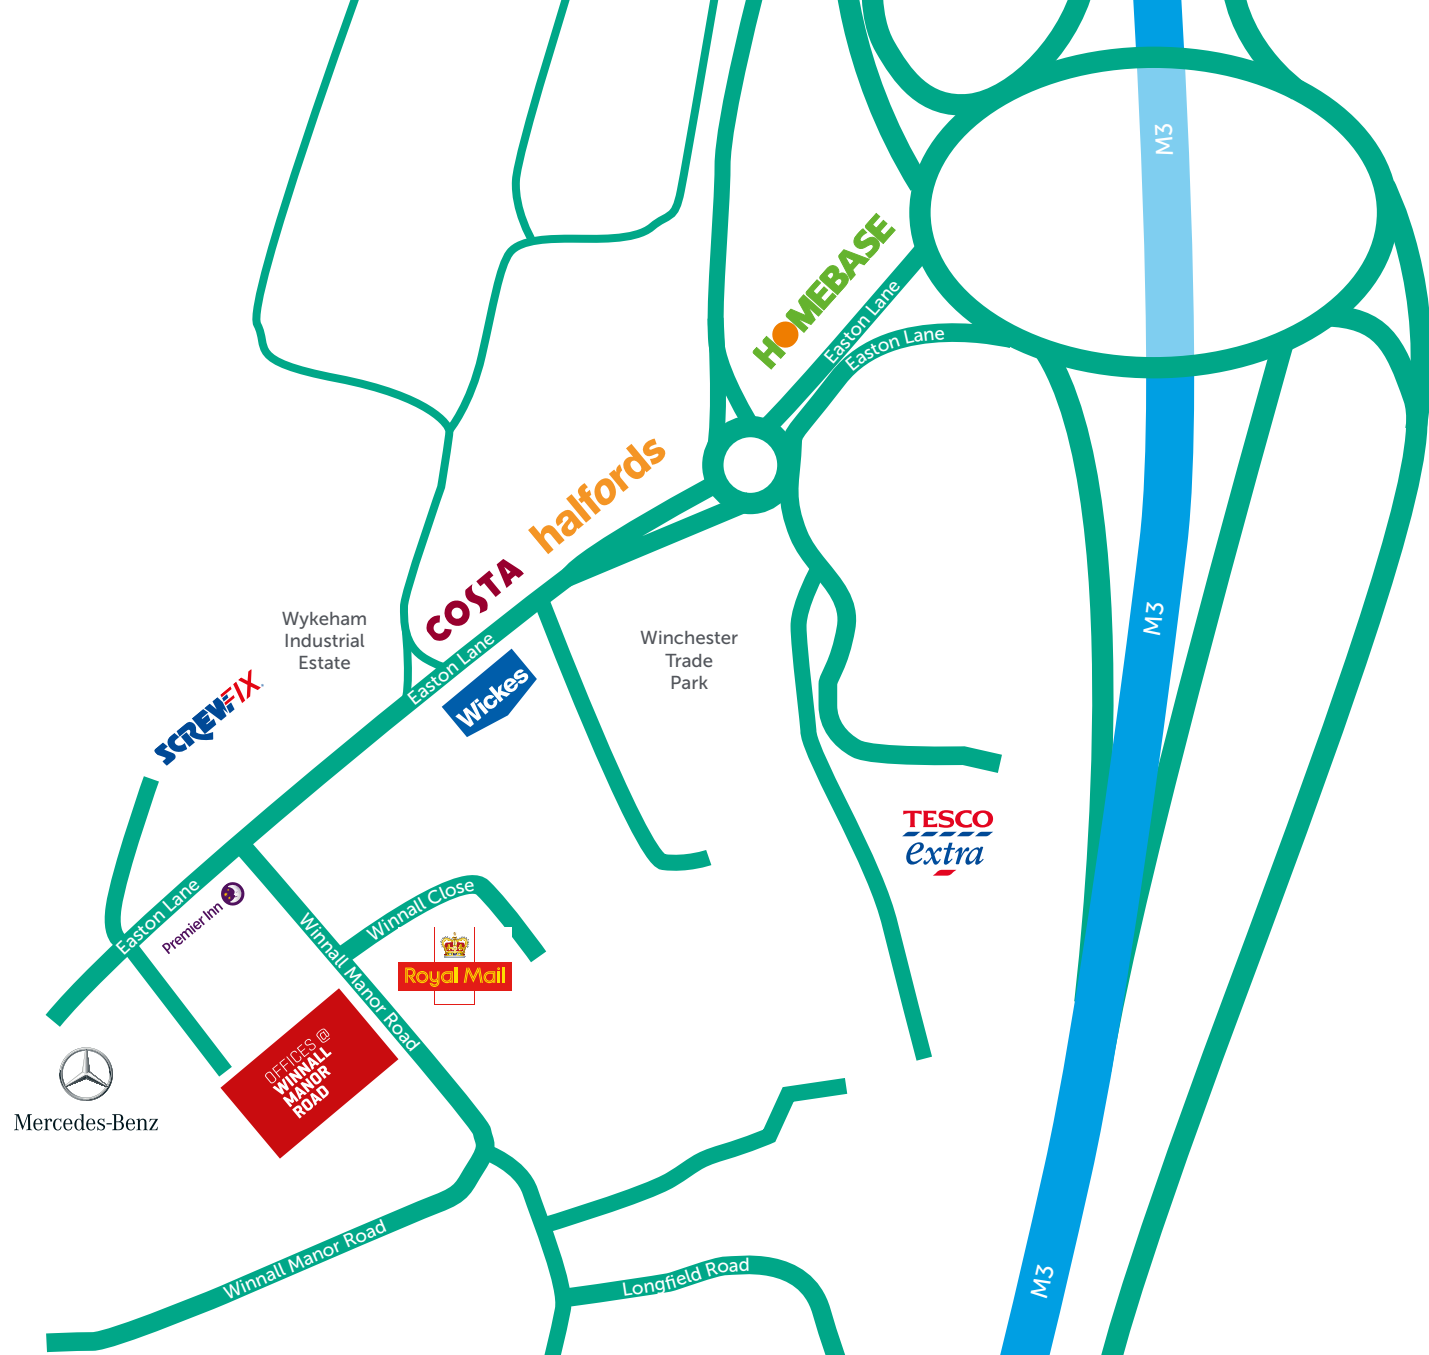 M3
HOMEBASE
Easton Lane
Easton Lane
halfords
COSTA
Wykeham
Industrial
Estate
Winchester
Trade
Park
Easton Lane
Wickes
SCREWFIX
M3
TESCO
extra
Easton Lane
Premier Inn
Winnall Close
Winnall Manor Road
Royal Mail
OFFICES @
WINNALL
MANOR
ROAD
Mercedes-Benz
Winnall Manor Road
Longfield Road
M3